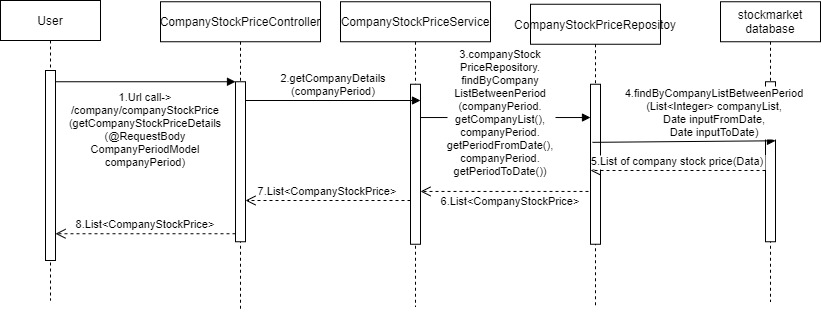 User
CompanyStockPriceController
CompanyStockPriceService
CompanyStockPriceRepositoy
stockmarket
database
1.Url call->
/company/companyStockPrice
(getCompanyStockPriceDetails
(@RequestBody
CompanyPeriodModel
companyPeriod)
2.getCompanyDetails
(companyPeriod)
3.companyStock
PriceRepository.
findByCompany
ListBetweenPeriod
(companyPeriod.
getCompanyList(),
companyPeriod.
getPeriodFromDate(),
companyPeriod.
getPeriodToDate())
4.findByCompanyListBetweenPeriod
(List<Integer> companyList,
Date inputFromDate,
Date inputToDate)
5.List of company stock price(Data)
6.List<CompanyStockPrice>
7.List<CompanyStockPrice>
8.List<CompanyStockPrice>